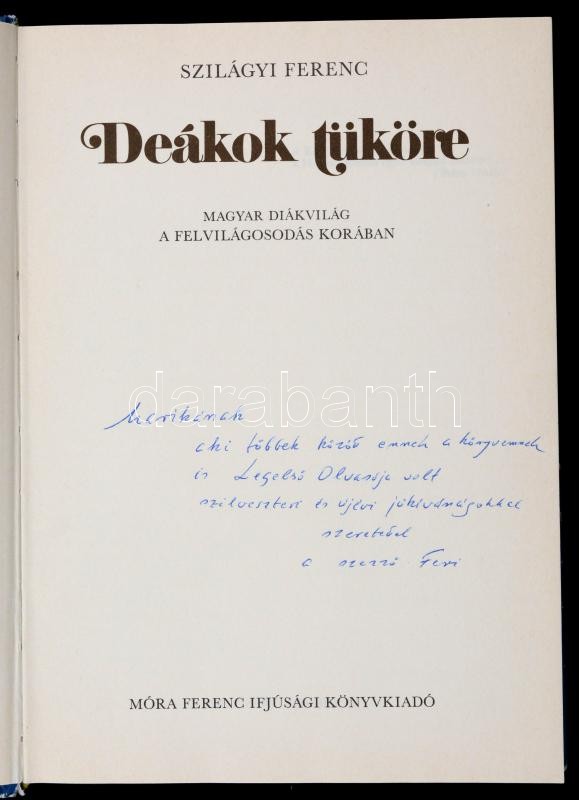 SZILÁGYI FERENC
Deákok tüköre
MAGYAR DIÁKVILÁG
A FELVILÁGOSODÁS KORÁBAN
darabanth
Marikának
aki többek között ennek a könyvemnek
is Legelső Olvasója volt
szilveszteri és újévi jókívánságokkal
szeretettel
a szerző Feri
MÓRA FERENC IFJÚSÁGI KÖNYVKIADÓ